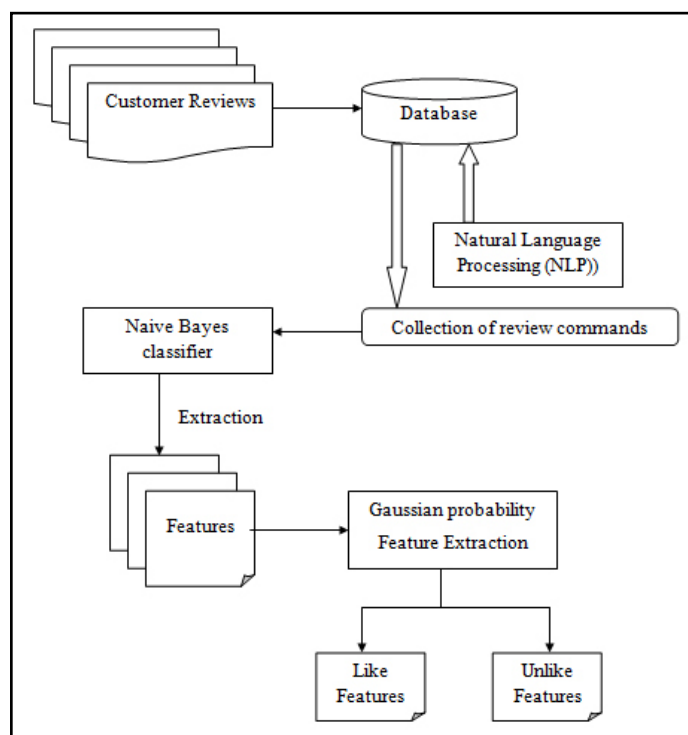 Customer Reviews
Database
Natural Language
Processing (NLP))
Collection of review commands
Naive Bayes
classifier
Extraction
Features
Gaussian probability
Feature Extraction
Like
Features
Unlike
Features